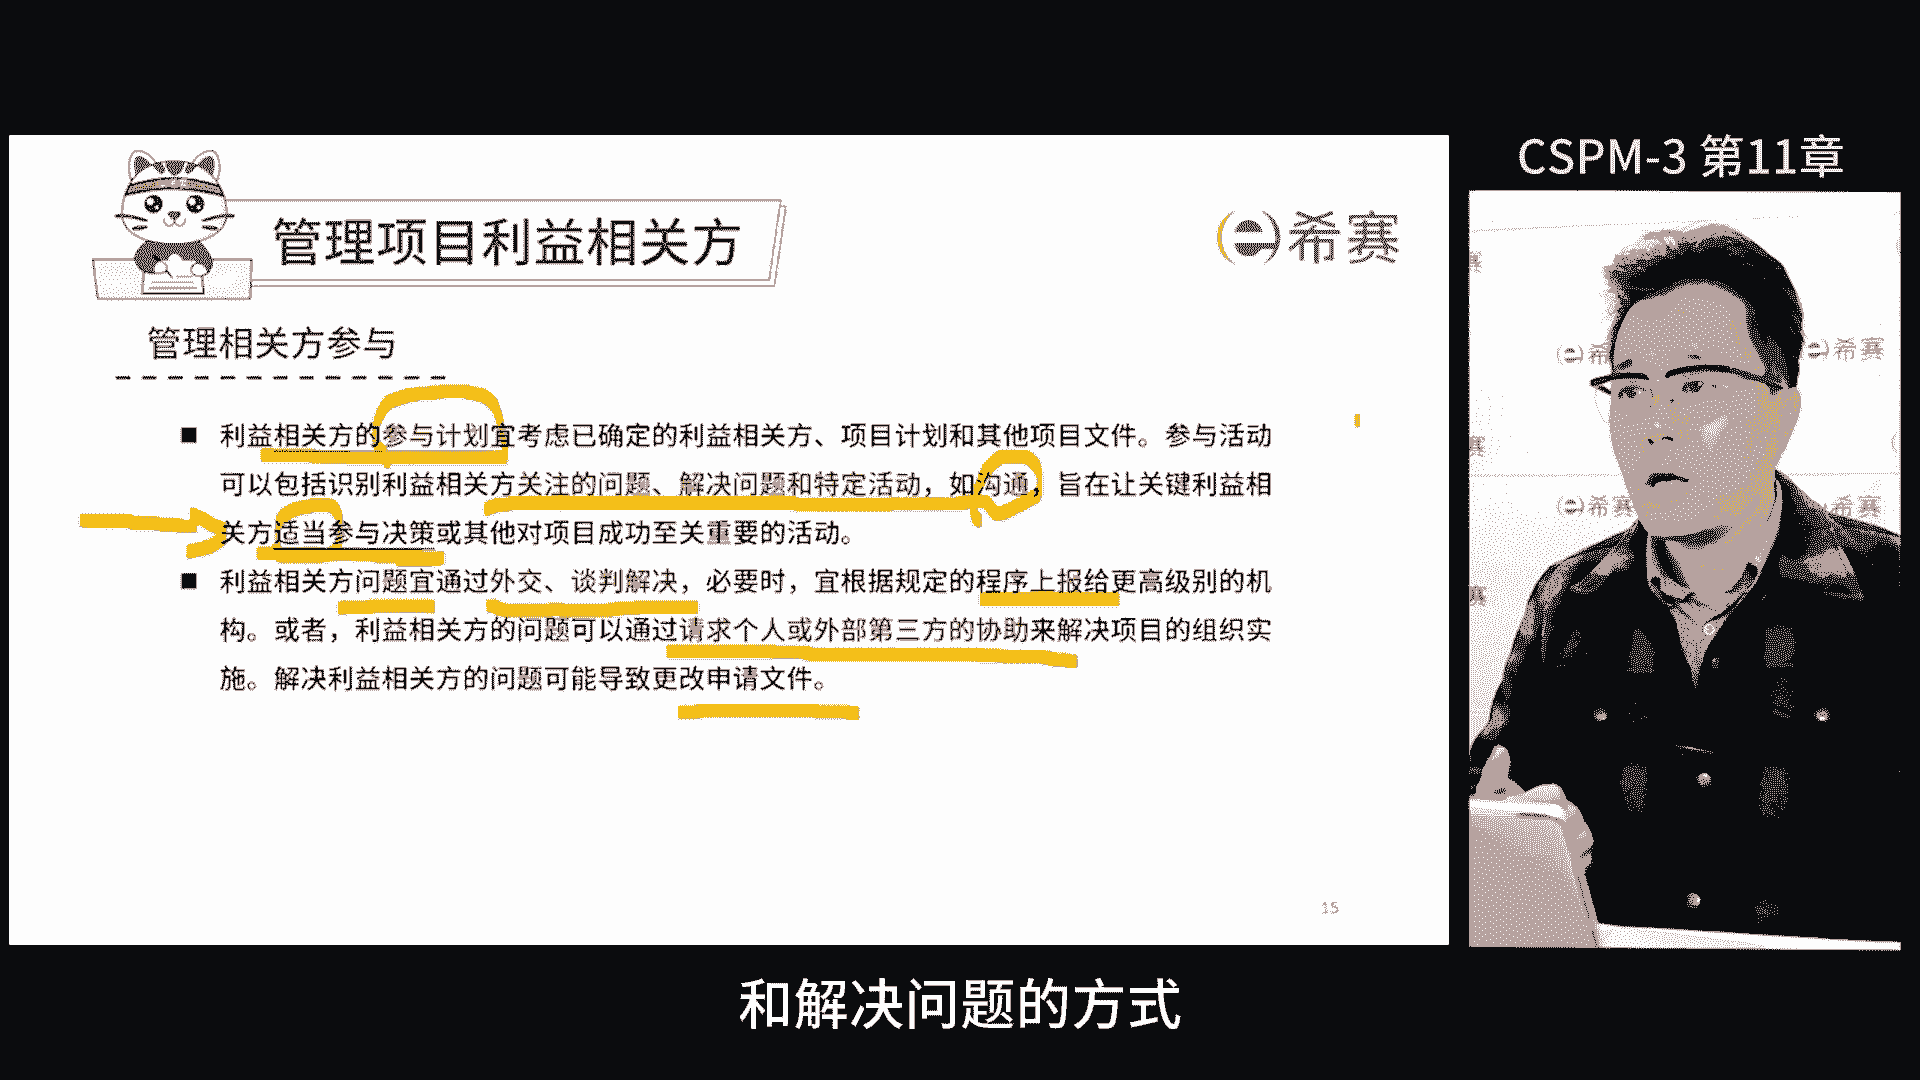 CSPM-3 第11章
管理项目利益相关方
希赛
管理相关方参与
利益相关方的参与计划宜考虑已确定的利益相关方、项目计划和其他项目文件。参与活动
可以包括识别利益相关方关注的问题、解决问题和特定活动，如沟通，旨在让关键利益相
关方适当参与决策或其他对项目成功至关重要的活动。
利益相关方问题宜通过外交、谈判解决，必要时，宜根据规定的程序上报给更高级别的机
构。或者，利益相关方的问题可以通过请求个人或外部第三方的协助来解决项目的组织实
施。解决利益相关方的问题可能导致更改申请文件。
15
希赛
希赛
希赛
希赛
和解决问题的方式